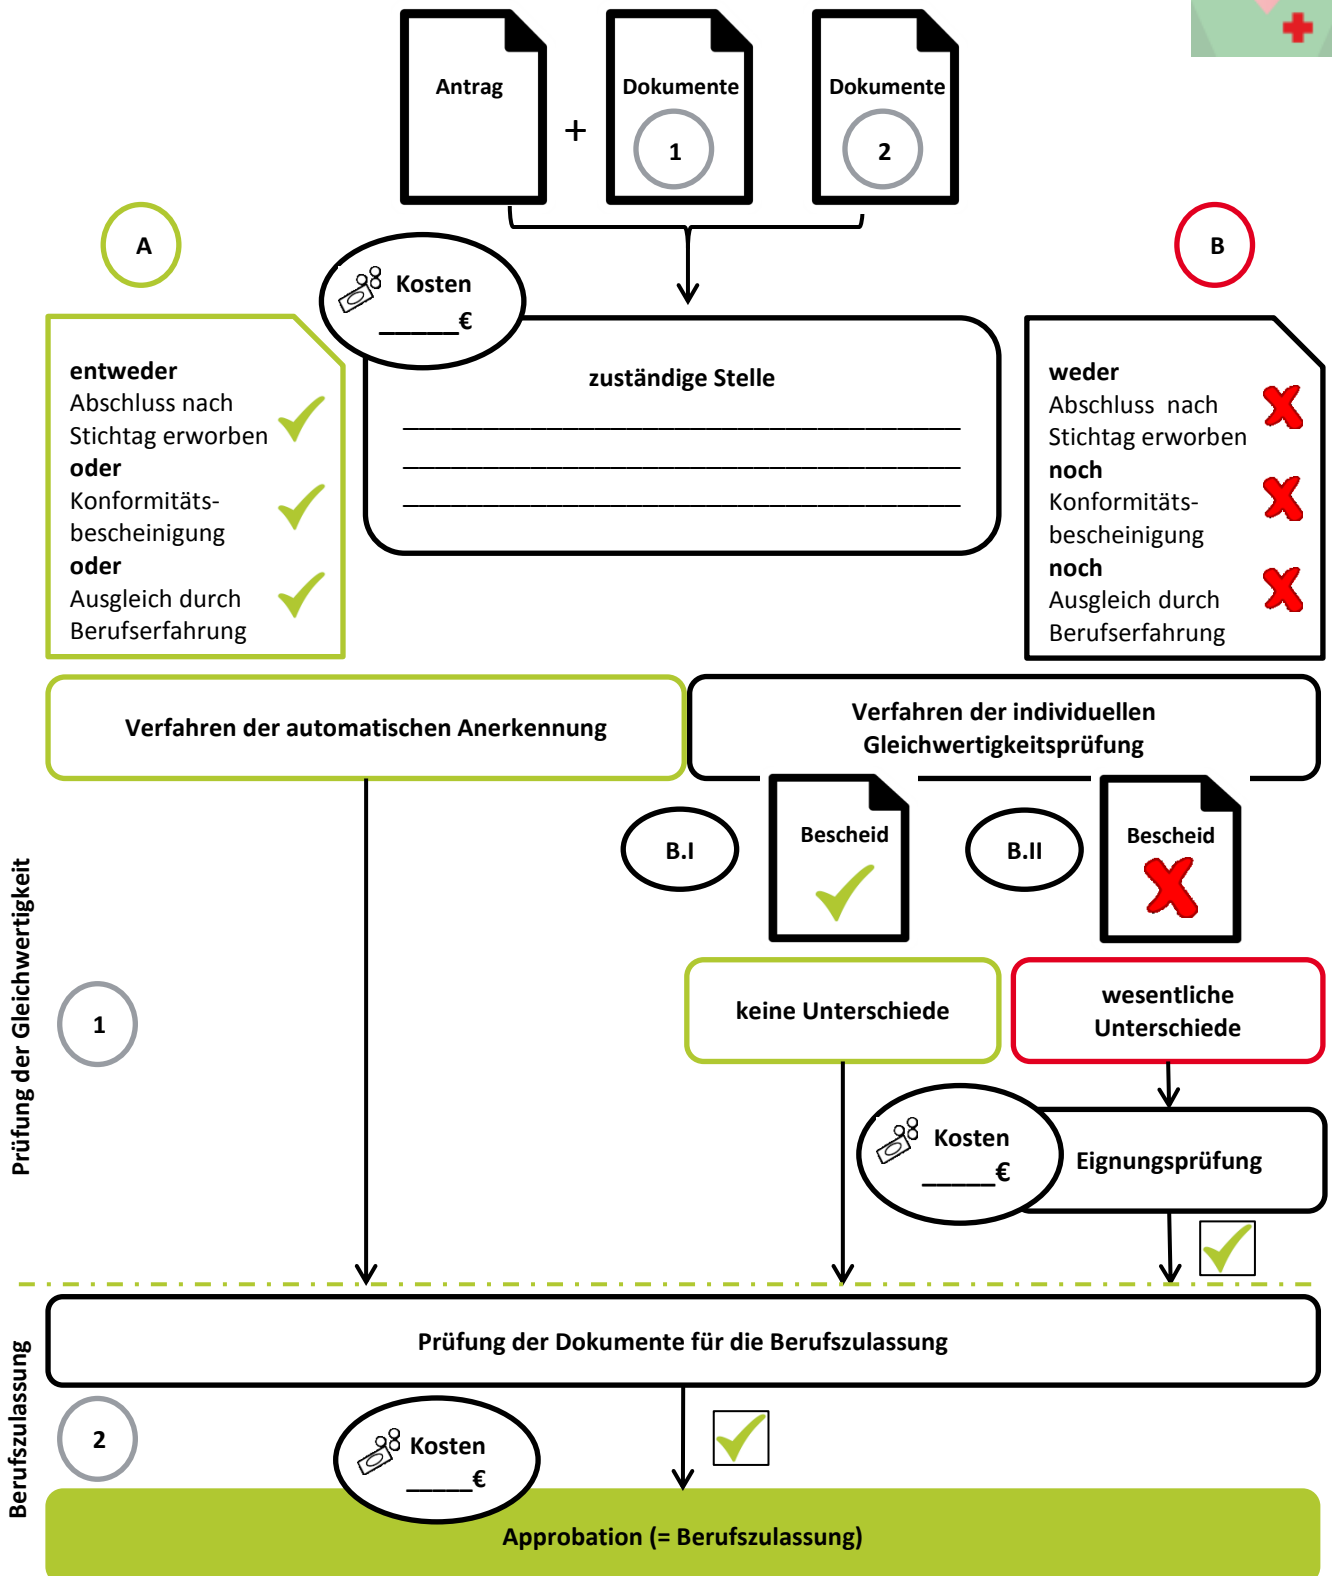 Antrag
+
Dokumente
1
Dokumente
2
A
B
Kosten
_____€
zuständige Stelle
entweder
Abschluss nach
Stichtag erworben
oder
Konformitäts-
bescheinigung
oder
Ausgleich durch
Berufserfahrung
weder
Abschluss nach
Stichtag erworben
noch
Konformitäts-
bescheinigung
noch
Ausgleich durch
Berufserfahrung
Verfahren der automatischen Anerkennung
Verfahren der individuellen
Gleichwertigkeitsprüfung
B.I
Bescheid
B.II
Bescheid
Prüfung der Gleichwertigkeit
1
keine Unterschiede
wesentliche
Unterschiede
Kosten
_____€
Eignungsprüfung
Prüfung der Dokumente für die Berufszulassung
Berufszulassung
2
Kosten
_____€
Approbation (= Berufszulassung)